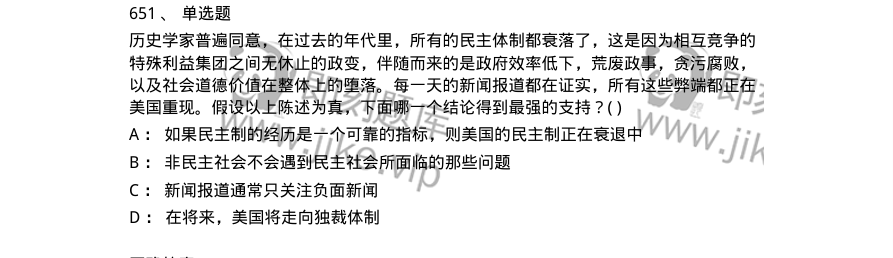 651 、 单选题
历史学家普遍同意，在过去的年代里，所有的民主体制都衰落了，这是因为相互竞争的
特殊利益集团之间无休止的政变，伴随而来的是政府效率低下，荒废政事，贪污腐败，
以及社会道德价值在整体上的堕落。每一天的新闻报道都在证实，所有这些弊端都正在
美国重现。假设以上陈述为真，下面哪一个结论得到最强的支持？( )
A ： 如果民主制的经历是一个可靠的指标，则美国的民主制正在衰退中
B ： 非民主社会不会遇到民主社会所面临的那些问题
C ： 新闻报道通常只关注负面新闻
D ： 在将来，美国将走向独裁体制
即刻题库
www.jike.vip
即刻
www.jik